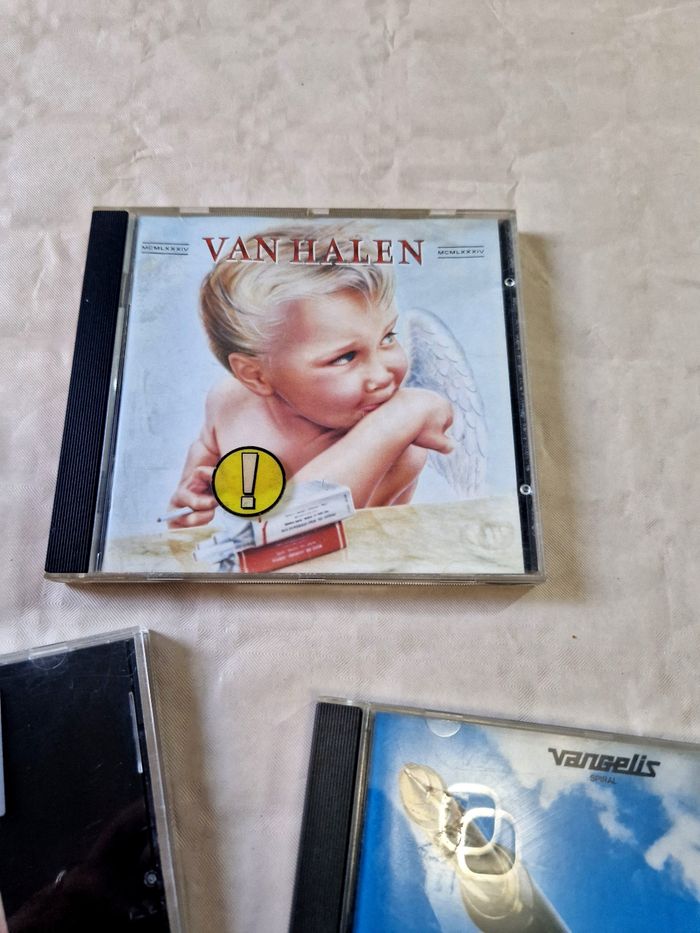 MCMLXXXIV
VAN HALEN
MCMLXXXIV
!
vangelis
SPIRAL